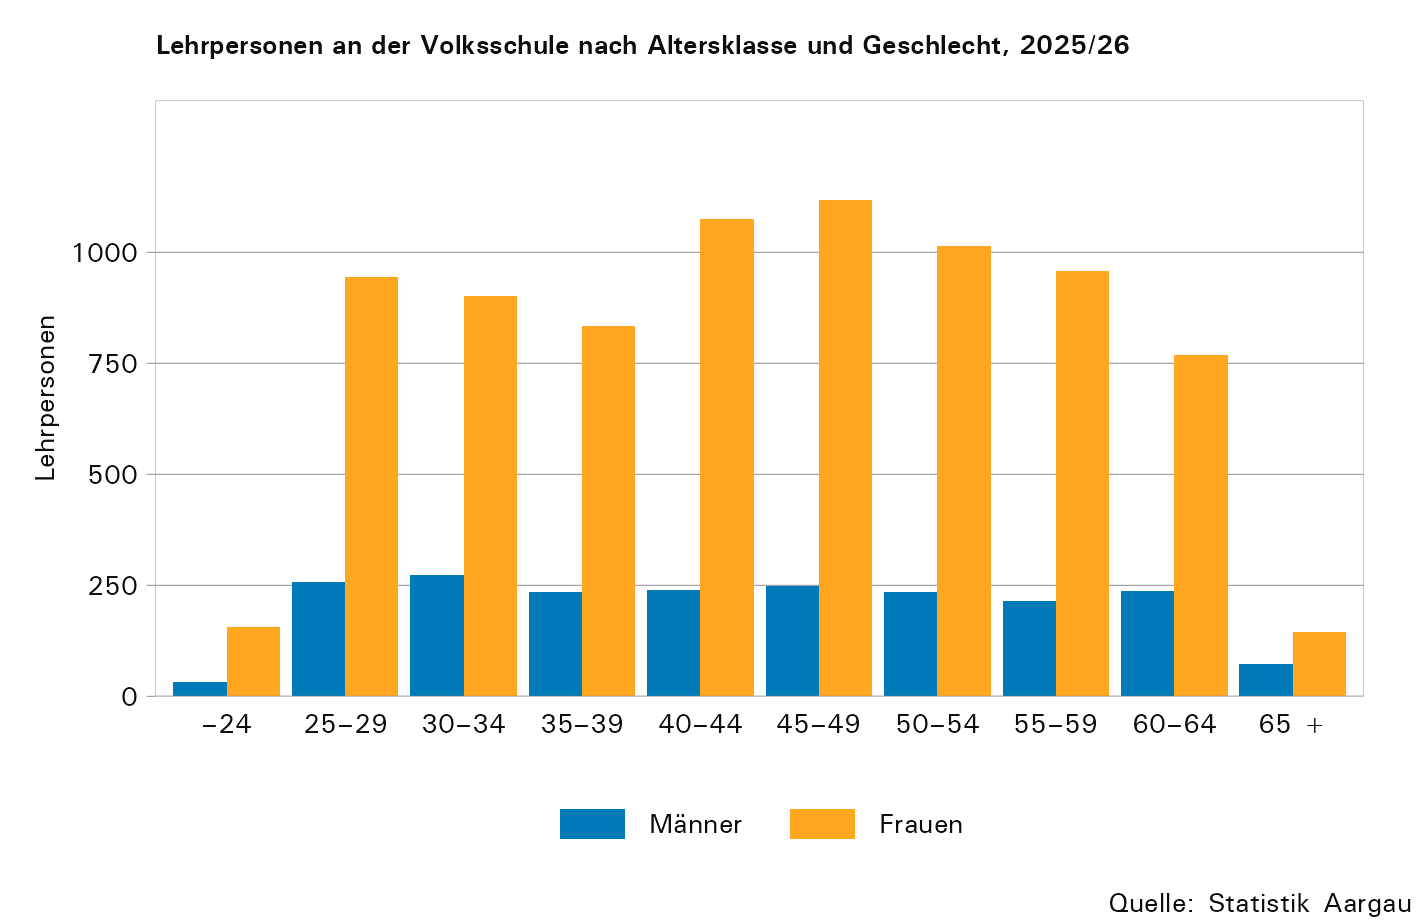 Lehrpersonen an der Volksschule nach Altersklasse und Geschlecht, 2025/26
Lehrpersonen
1000
750
500
250
0
–24 25–29 30–34 35–39 40–44 45–49 50–54 55–59 60–64 65 +
Männer Frauen
Quelle: Statistik Aargau